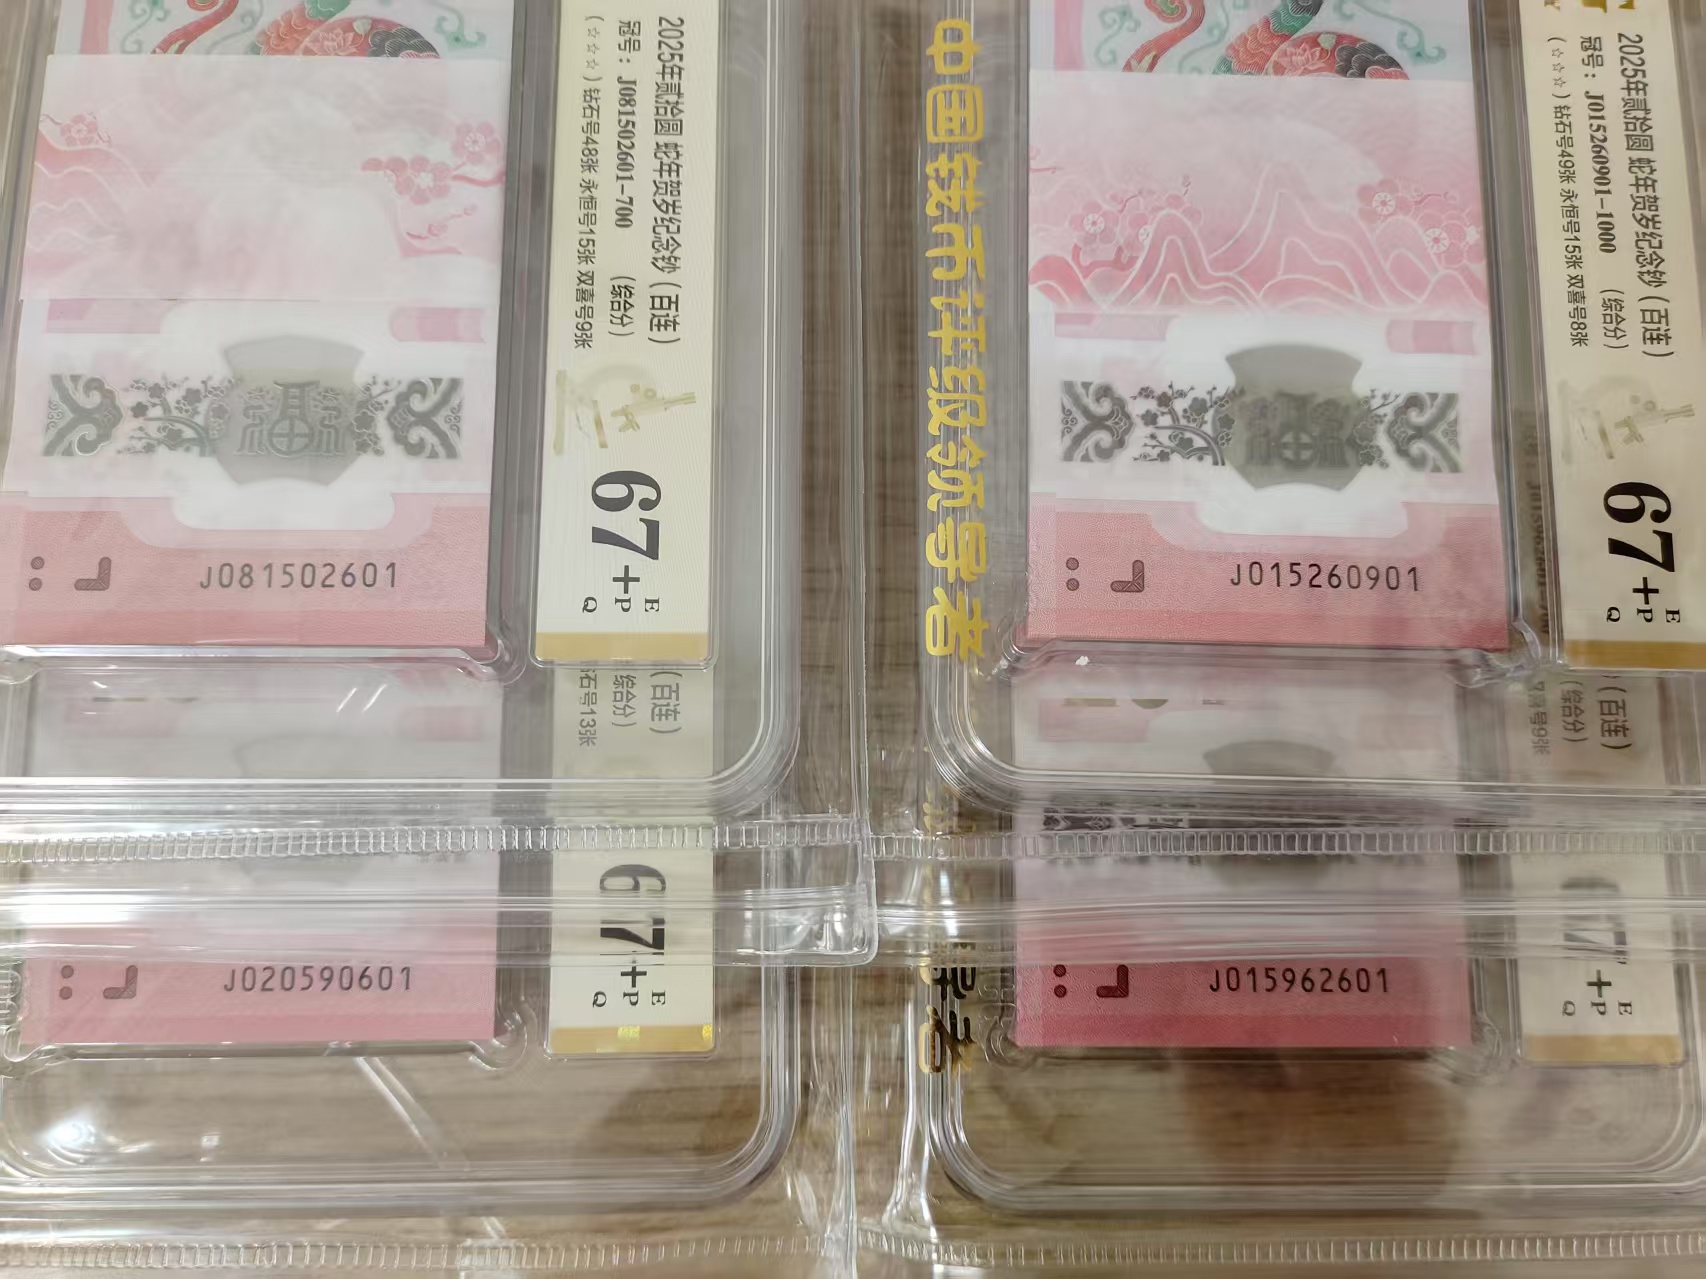 2025年贰拾圆 蛇年贺岁纪念钞（百连）
冠号：J081502601-700 （综合分）
（☆☆☆）钻石号48张 永恒号15张 双喜号9张
67+
E
P
Q
J081502601
中国钱币评级领导者
2025年贰拾圆 蛇年贺岁纪念钞（百连）
冠号：J015260901-1000 （综合分）
（☆☆☆）钻石号49张 永恒号15张 双喜号8张
67+
E
P
Q
J015260901
（百连）
（综合分）
石号13张
67+
E
P
Q
J020590601
（百连）
（综合分）
号9张
67+
E
P
Q
J015962601
导者